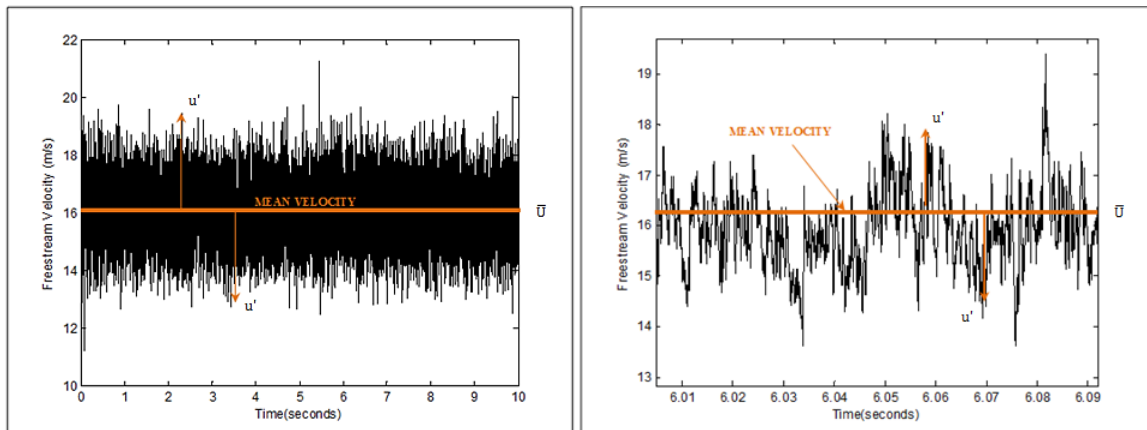 22
20
18
16
14
12
10
Freestream Velocity (m/s)
u'
MEAN VELOCITY
u'
U̅
0 1 2 3 4 5 6 7 8 9 10
Time(seconds)
19
18
17
16
15
14
13
Freestream Velocity (m/s)
MEAN VELOCITY
u'
u'
U̅
6.01 6.02 6.03 6.04 6.05 6.06 6.07 6.08 6.09
Time(seconds)